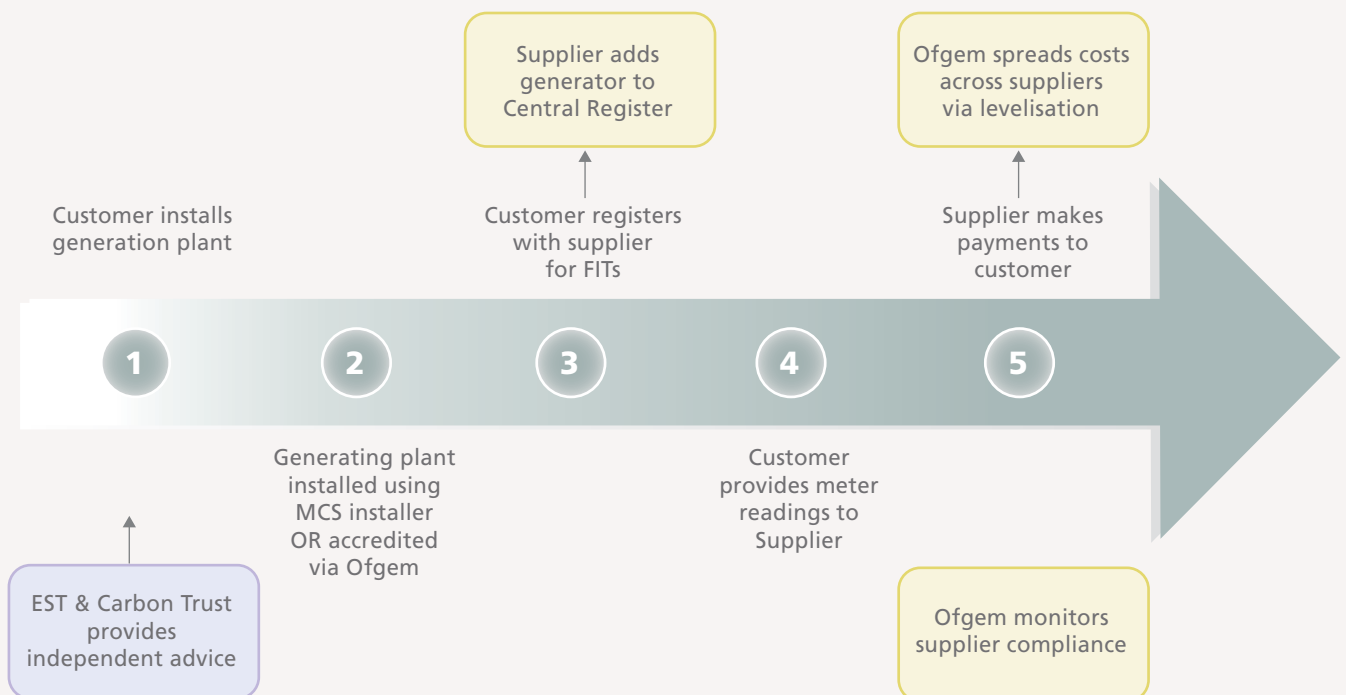 Supplier adds
generator to
Central Register
Ofgem spreads costs
across suppliers
via levelisation
Customer installs
generation plant
Customer registers
with supplier
for FITs
Supplier makes
payments to
customer
1
2
3
4
5
Generating plant
installed using
MCS installer
OR accredited
via Ofgem
Customer
provides meter
readings to
Supplier
EST & Carbon Trust
provides
independent advice
Ofgem monitors
supplier compliance